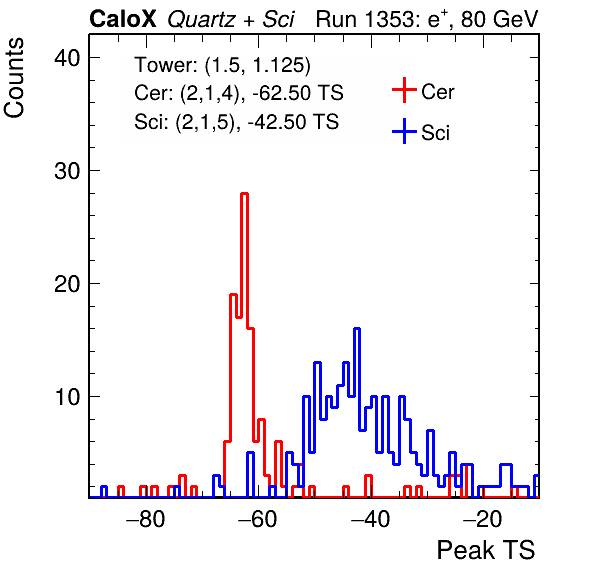 CaloX Quartz + Sci Run 1353: e⁺, 80 GeV
Counts
40
30
20
10
Tower: (1.5, 1.125)
Cer: (2,1,4), -62.50 TS
Sci: (2,1,5), -42.50 TS
Cer
Sci
−80 −60 −40 −20
Peak TS